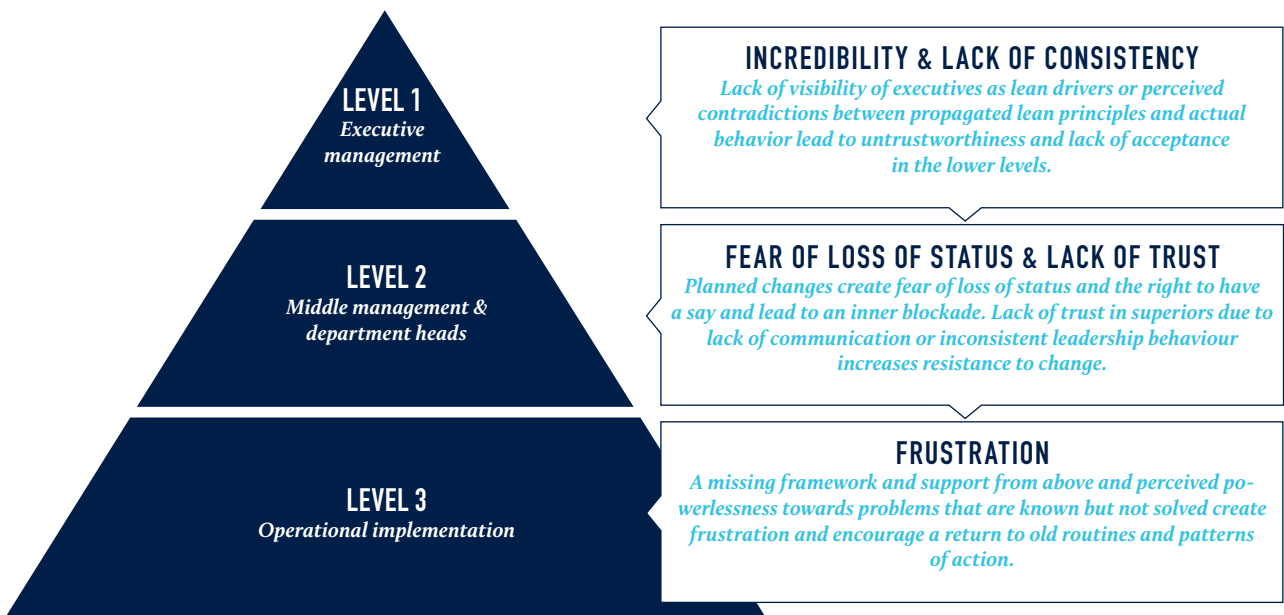 LEVEL 1
Executive
management
INCREDIBILITY & LACK OF CONSISTENCY
Lack of visibility of executives as lean drivers or perceived
contradictions between propagated lean principles and actual
behavior lead to untrustworthiness and lack of acceptance
in the lower levels.
LEVEL 2
Middle management &
department heads
FEAR OF LOSS OF STATUS & LACK OF TRUST
Planned changes create fear of loss of status and the right to have
a say and lead to an inner blockade. Lack of trust in superiors due to
lack of communication or inconsistent leadership behaviour
increases resistance to change.
LEVEL 3
Operational implementation
FRUSTRATION
A missing framework and support from above and perceived po-
werlessness towards problems that are known but not solved create
frustration and encourage a return to old routines and patterns
of action.